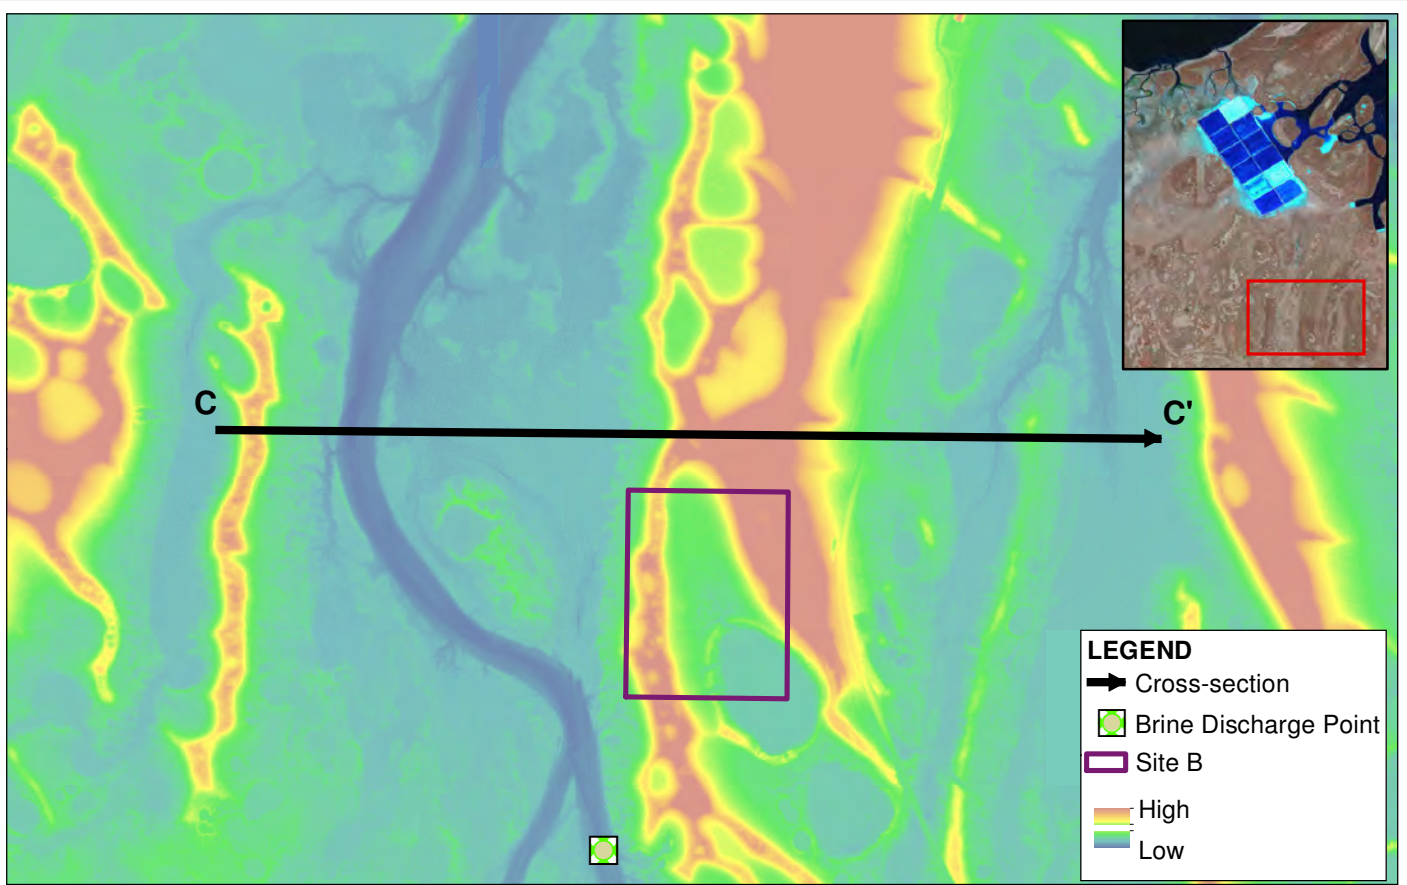 C
C'
LEGEND
Cross-section
Brine Discharge Point
Site B
High
Low